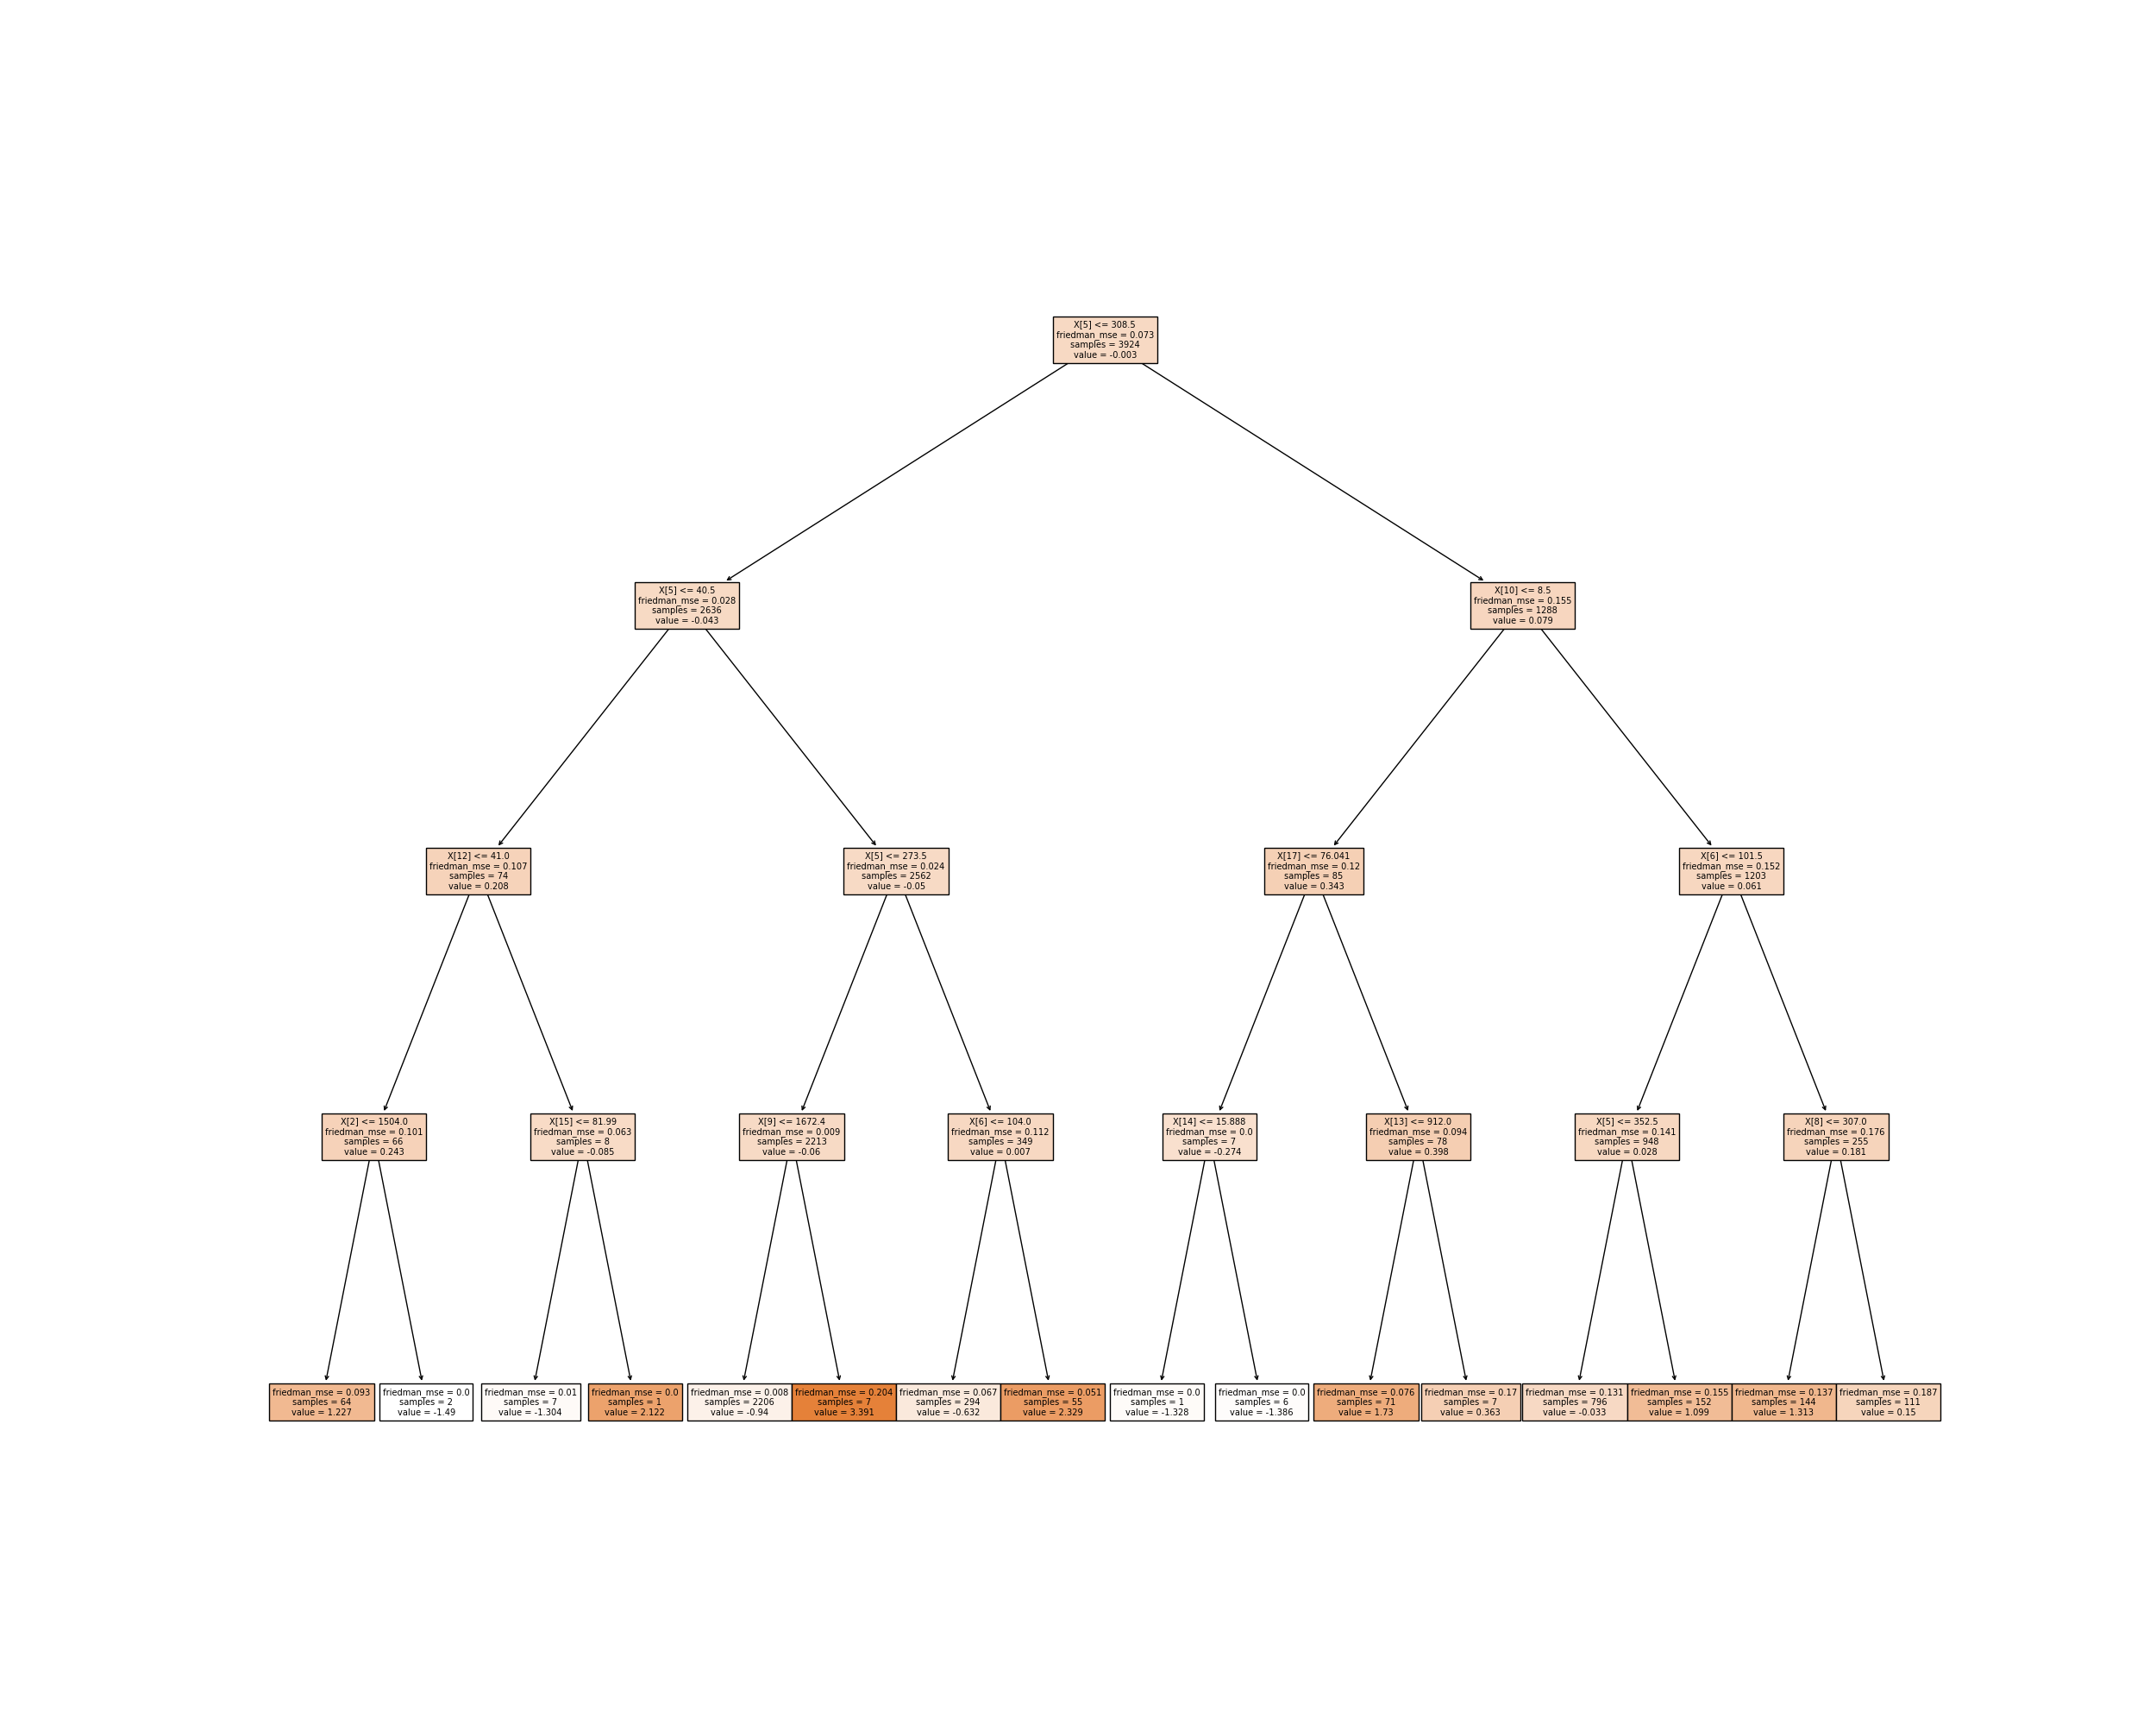 X[5] <= 308.5
friedman_mse = 0.073
samples = 3924
value = -0.003
X[5] <= 40.5
friedman_mse = 0.028
samples = 2636
value = -0.043
X[10] <= 8.5
friedman_mse = 0.155
samples = 1288
value = 0.079
X[12] <= 41.0
friedman_mse = 0.107
samples = 74
value = 0.208
X[5] <= 273.5
friedman_mse = 0.024
samples = 2562
value = -0.05
X[17] <= 76.041
friedman_mse = 0.12
samples = 85
value = 0.343
X[6] <= 101.5
friedman_mse = 0.152
samples = 1203
value = 0.061
X[2] <= 1504.0
friedman_mse = 0.101
samples = 66
value = 0.243
X[15] <= 81.99
friedman_mse = 0.063
samples = 8
value = -0.085
X[9] <= 1672.4
friedman_mse = 0.009
samples = 2213
value = -0.06
X[6] <= 104.0
friedman_mse = 0.112
samples = 349
value = 0.007
X[14] <= 15.888
friedman_mse = 0.0
samples = 7
value = -0.274
X[13] <= 912.0
friedman_mse = 0.094
samples = 78
value = 0.398
X[5] <= 352.5
friedman_mse = 0.141
samples = 948
value = 0.028
X[8] <= 307.0
friedman_mse = 0.176
samples = 255
value = 0.181
friedman_mse = 0.093
samples = 64
value = 1.227
friedman_mse = 0.0
samples = 2
value = -1.49
friedman_mse = 0.01
samples = 7
value = -1.304
friedman_mse = 0.0
samples = 1
value = 2.122
friedman_mse = 0.008
samples = 2206
value = -0.94
friedman_mse = 0.204
samples = 7
value = 3.391
friedman_mse = 0.067
samples = 294
value = -0.632
friedman_mse = 0.051
samples = 55
value = 2.329
friedman_mse = 0.0
samples = 1
value = -1.328
friedman_mse = 0.0
samples = 6
value = -1.386
friedman_mse = 0.076
samples = 71
value = 1.73
friedman_mse = 0.17
samples = 7
value = 0.363
friedman_mse = 0.131
samples = 796
value = -0.033
friedman_mse = 0.155
samples = 152
value = 1.099
friedman_mse = 0.137
samples = 144
value = 1.313
friedman_mse = 0.187
samples = 111
value = 0.15